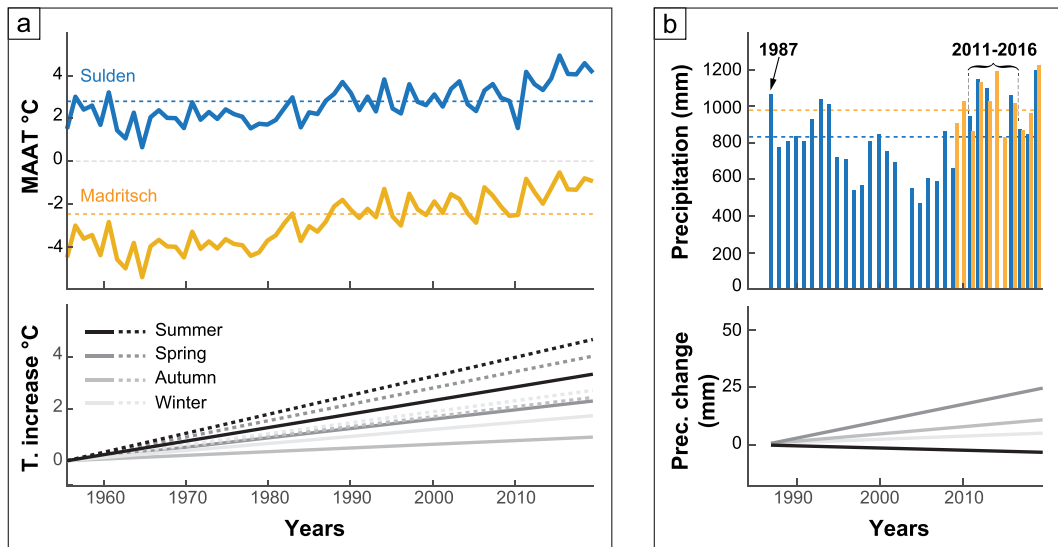 a
MAAT °C
4
2
0
-2
-4
Sulden
Madritsch
T. increase °C
4
2
0
Summer
Spring
Autumn
Winter
1960 1970 1980 1990 2000 2010
Years
b
Precipitation (mm)
1200
1000
800
600
400
200
0
1987
2011-2016
2010
Prec. change
(mm)
50
25
0
1990 2000 2010
Years